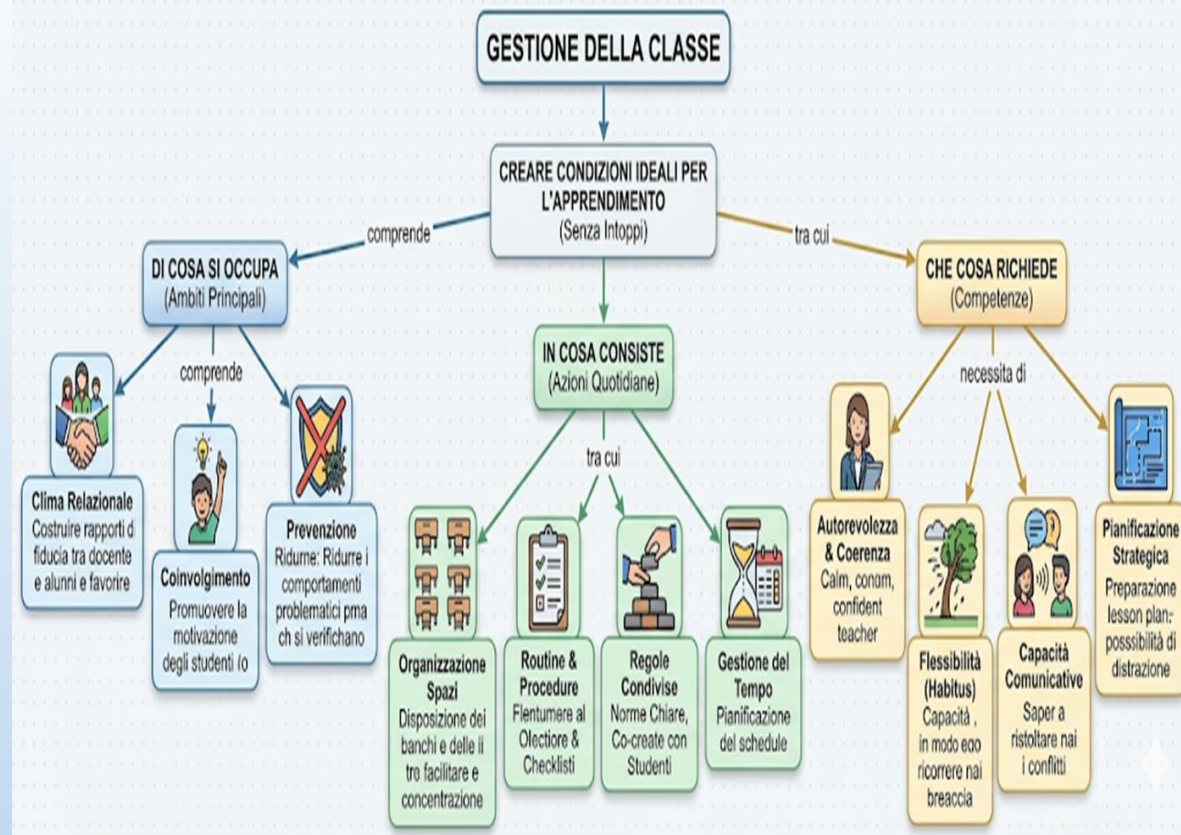 GESTIONE DELLA CLASSE
CREARE CONDIZIONI IDEALI PER
L'APPRENDIMENTO
(Senza Intoppi)
comprende
tra cui
DI COSA SI OCCUPA
(Ambiti Principali)
comprende
Clima Relazionale
Costruire rapporti d
fiducia tra docente
e alunni e favorire
Coinvolgimento
Promuovere la
motivazione
degli studenti (o
Prevenzione
Ridurne: Ridurre i
comportamenti
problematici pma
ch si verifichano
IN COSA CONSISTE
(Azioni Quotidiane)
tra cui
Organizzazione
Spazi
Disposizione dei
banchi e delle li
tre facilitare e
concentrazione
Routine &
Procedure
Flentumere al
Olectiore &
Checklisti
Regole
Condivise
Norme Chiare,
Co-create con
Studenti
Gestione del
Tempo
Pianificazione
del schedule
CHE COSA RICHIEDE
(Competenze)
necessita di
Autorevolezza
& Coerenza
Calm, conam,
confident
teacher
Flessibilità
(Habitus)
Capacità ,
in modo eqo
ricorrere nai
breaccia
Capacità
Comunicative
Saper a
ristoltare nai
i conflitti
Pianificazione
Strategica
Preparazione
lesson plan:
posssibilità di
distrazione